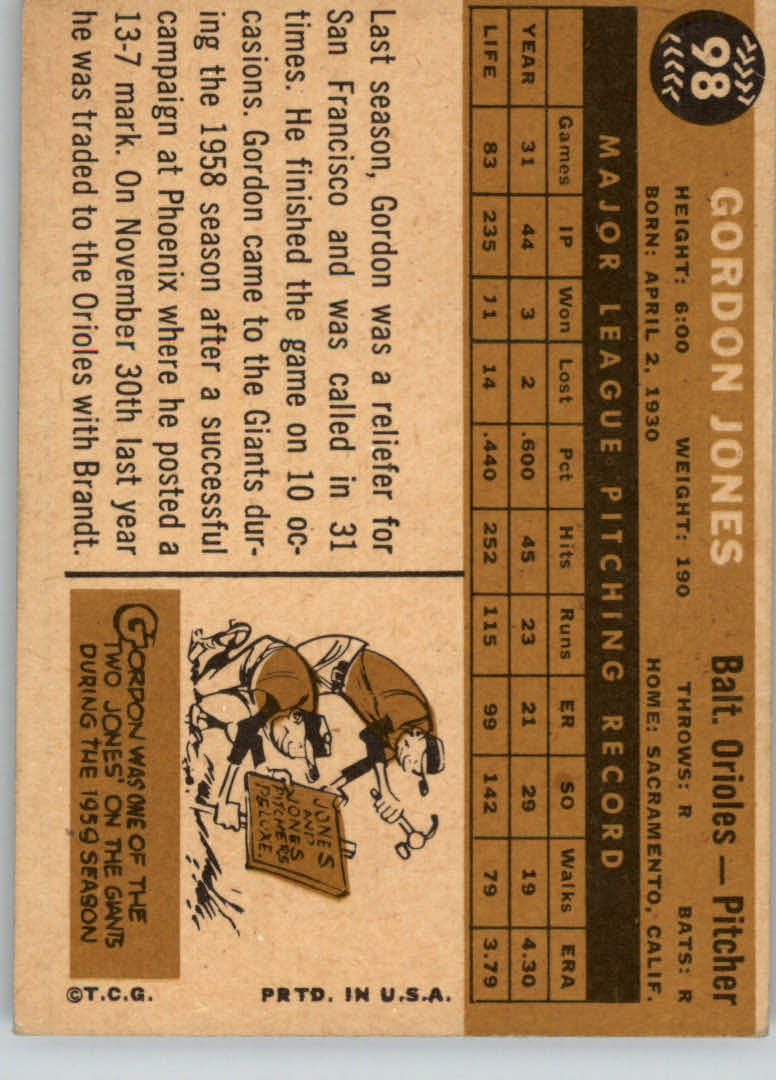 98
GORDON JONES
Balt. Orioles — Pitcher
HEIGHT: 6:00 WEIGHT: 190 THROWS: R BATS: R
BORN: APRIL 2, 1930 HOME: SACRAMENTO, CALIF.
MAJOR LEAGUE PITCHING RECORD
Games IP Won Lost Pct Hits Runs ER SO Walks ERA
YEAR 31 44 3 2 .600 45 23 21 29 19 4.30
LIFE 83 235 11 14 .440 252 115 99 142 79 3.79
Last season, Gordon was a reliefer for
San Francisco and was called in 31
times. He finished the game on 10 oc-
casions. Gordon came to the Giants dur-
ing the 1958 season after a successful
campaign at Phoenix where he posted a
13-7 mark. On November 30th last year
he was traded to the Orioles with Brandt.
JONES
AND
JONES
PITCHERS
DELUXE.
GORDON WAS ONE OF THE
TWO JONES' ON THE GIANTS
DURING THE 1959 SEASON
©T.C.G. PRTD. IN U.S.A.